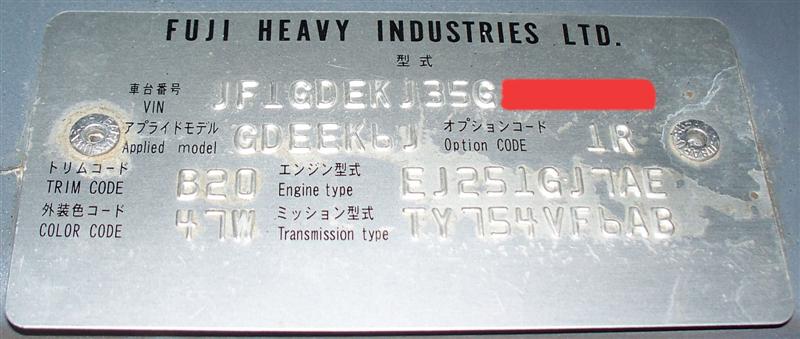 FUJI HEAVY INDUSTRIES LTD.
型式
車台番号 VIN JF1GDEKJ35G
アプライドモデル Applied model GDEEK6J オプションコード Option CODE 1R
トリムコード TRIM CODE B20 エンジン型式 Engine type EJ251GJ7AE
外装色コード COLOR CODE 47W ミッション型式 Transmission type TY754VF6AB